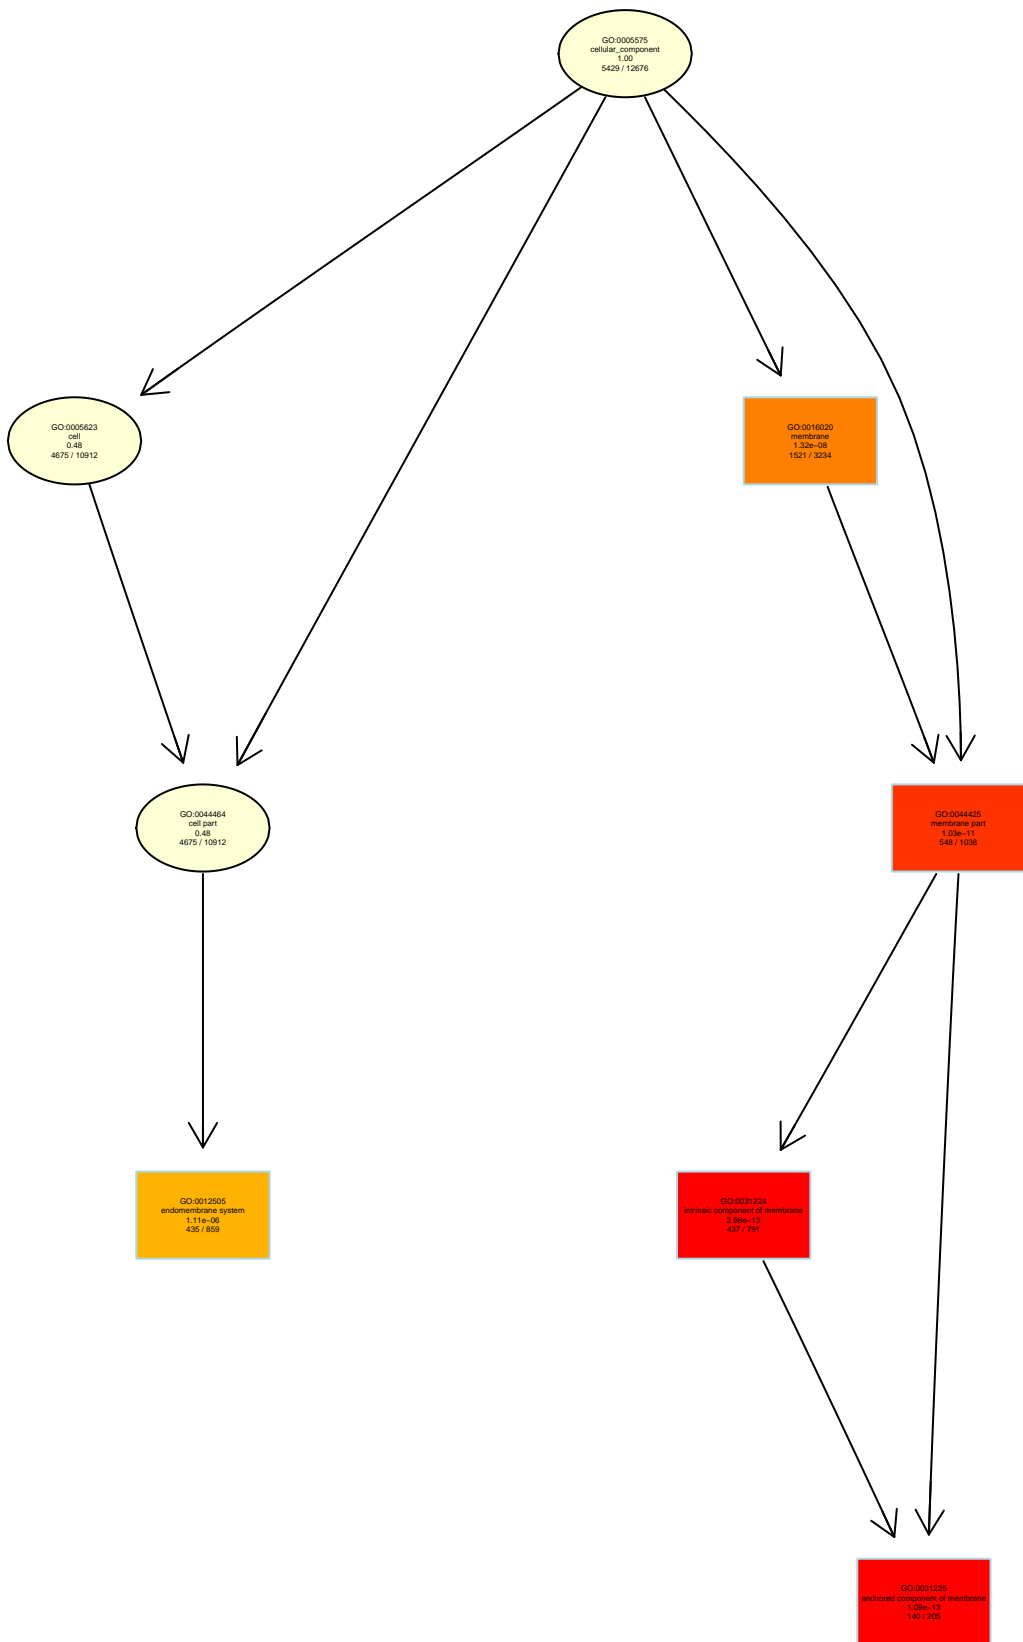 GO:0005575
cellular_component
1.00
5429 / 12676
GO:0005623
cell
0.48
4675 / 10912
GO:0016020
membrane
1.32e−08
1521 / 3234
GO:0044464
cell part
0.48
4675 / 10912
GO:0044425
membrane part
1.03e−11
548 / 1038
GO:0012505
endomembrane system
1.11e−06
435 / 859
GO:0031224
intrinsic component of membrane
2.86e−13
437 / 791
GO:0031225
anchored component of membrane
1.09e−13
140 / 205